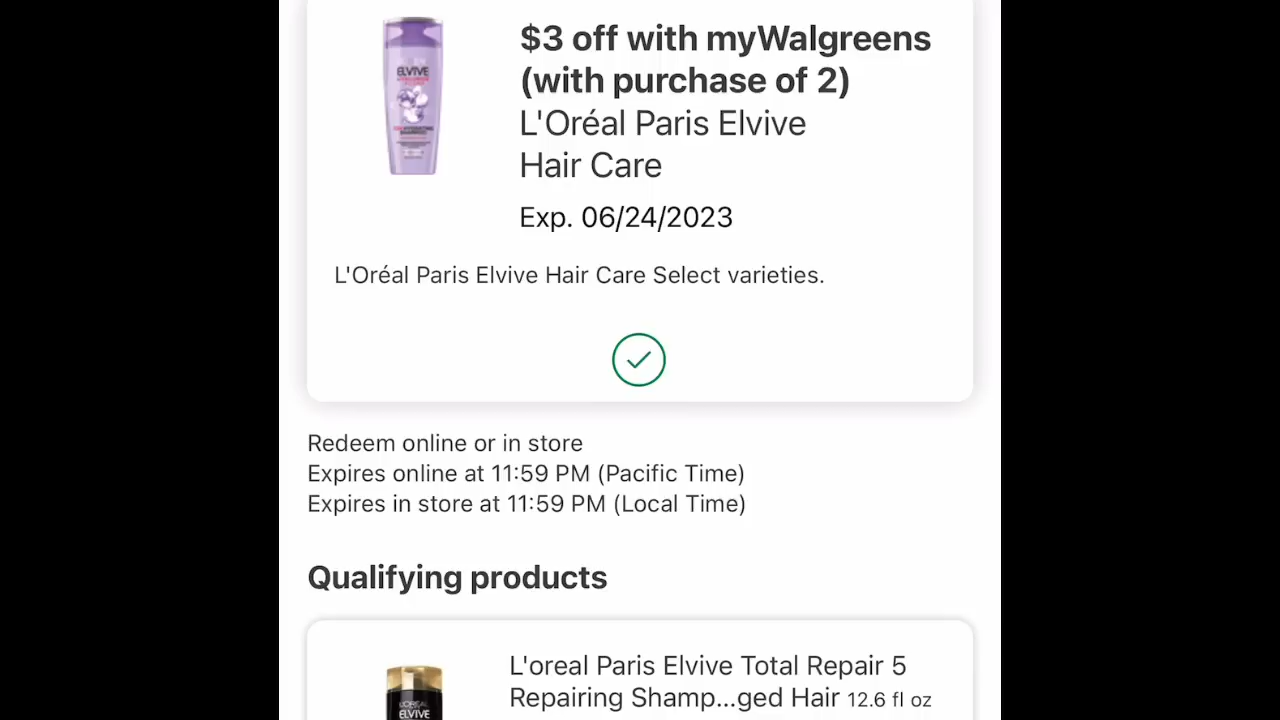 $3 off with myWalgreens
(with purchase of 2)
L'Oréal Paris Elvive
Hair Care
Exp. 06/24/2023
ELVIVE
L'Oréal Paris Elvive Hair Care Select varieties.
Redeem online or in store
Expires online at 11:59 PM (Pacific Time)
Expires in store at 11:59 PM (Local Time)
Qualifying products
L'oreal Paris Elvive Total Repair 5
Repairing Shamp...ged Hair 12.6 fl oz
L'ORÉAL
ELVIVE